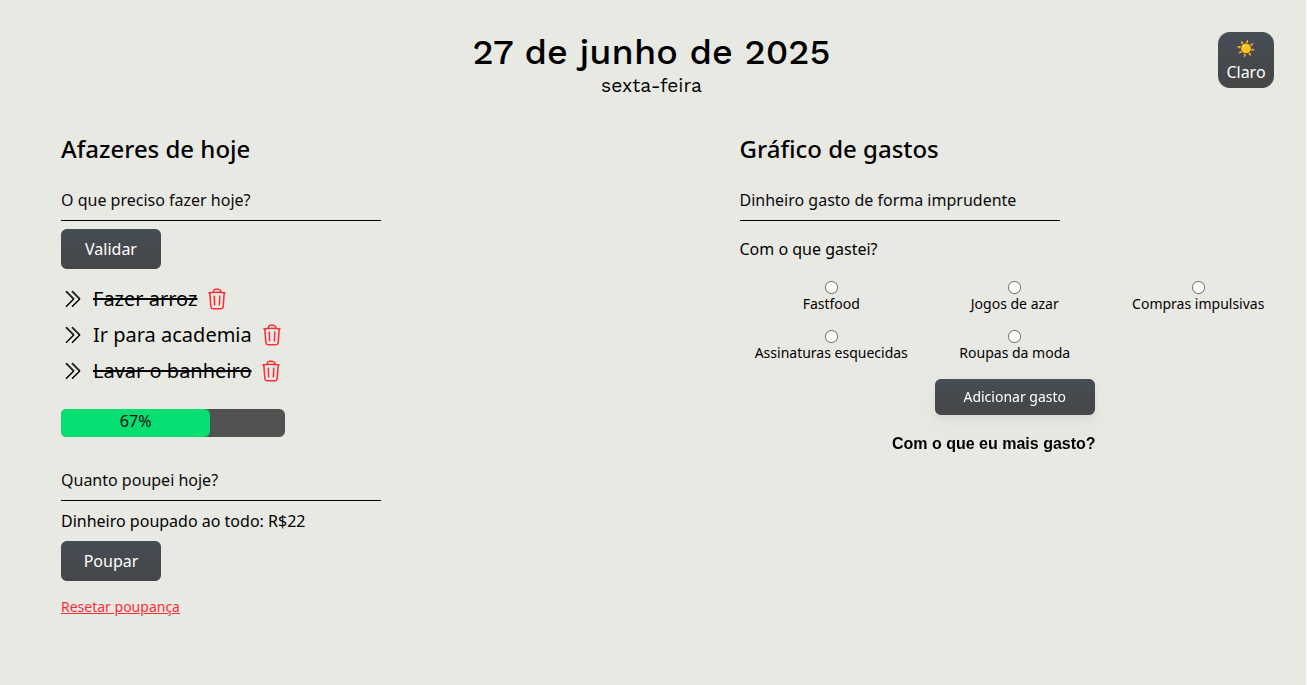 27 de junho de 2025
sexta-feira
Claro
Afazeres de hoje
O que preciso fazer hoje?
Validar
Fazer arroz
Ir para academia
Lavar o banheiro
67%
Quanto poupei hoje?
Dinheiro poupado ao todo: R$22
Poupar
Resetar poupança
Gráfico de gastos
Dinheiro gasto de forma imprudente
Com o que gastei?
Fastfood
Jogos de azar
Compras impulsivas
Assinaturas esquecidas
Roupas da moda
Adicionar gasto
Com o que eu mais gasto?